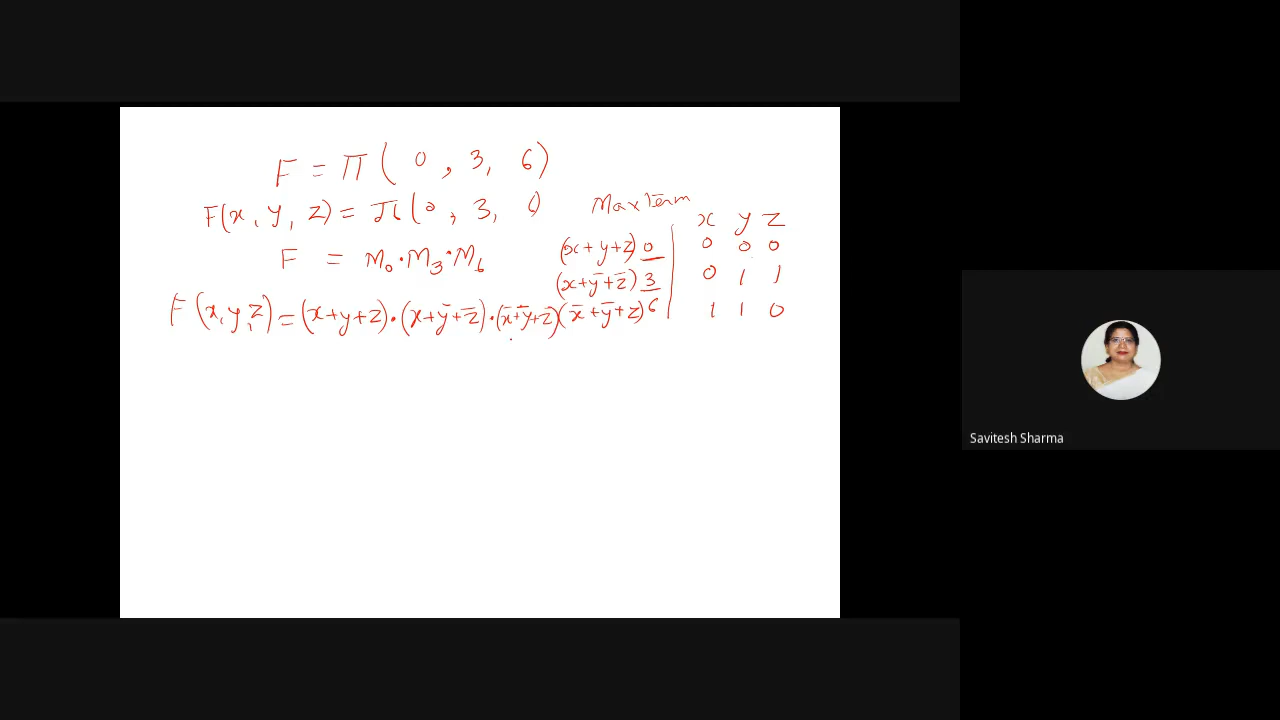 F = π ( 0 , 3, 6)
F(x, y, z) = π(0, 3, 6)
Max Term
x y z
F = M₀·M₃·M₆
(x+y+z) 0 | 0 0 0
(x+ȳ+z̄) 3 | 0 1 1
F(x,y,z) = (x+y+z)·(x+ȳ+z̄)·(x̄+ȳ+z)
(x̄+ȳ+z) 6 | 1 1 0
Savitesh Sharma